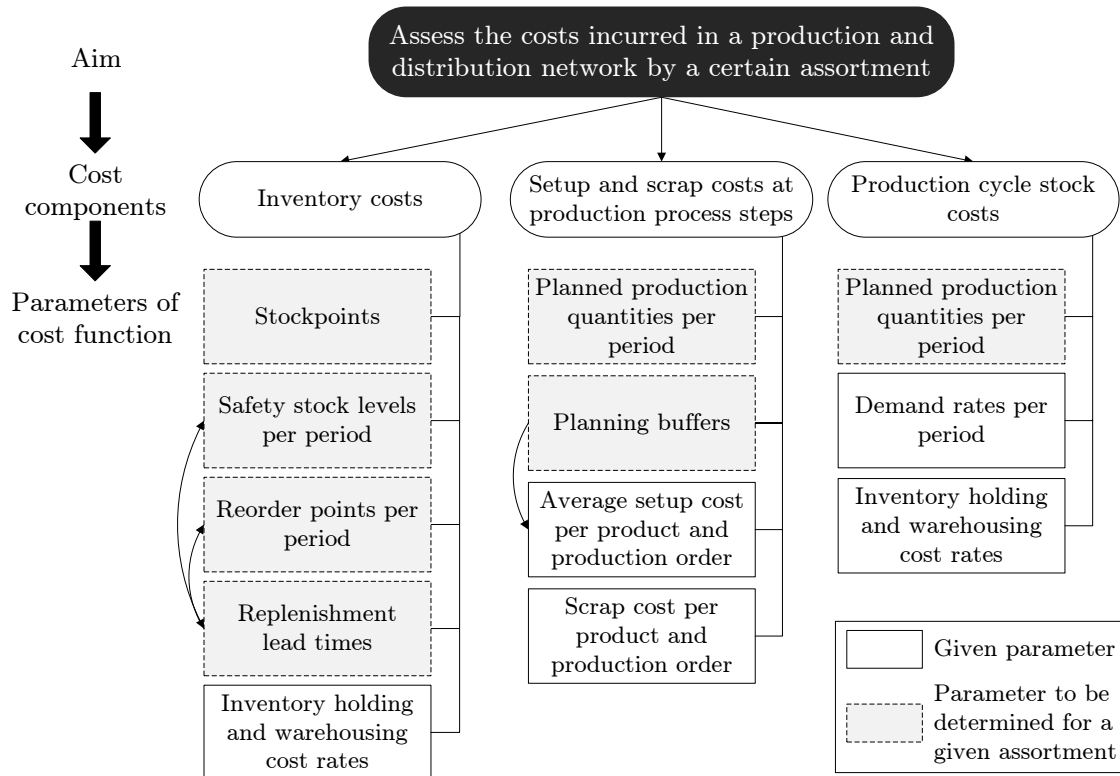 Assess the costs incurred in a production and
distribution network by a certain assortment
Aim
Cost
components
Parameters of
cost function
Inventory costs
Stockpoints
Safety stock levels
per period
Reorder points per
period
Replenishment
lead times
Inventory holding
and warehousing
cost rates
Setup and scrap costs at
production process steps
Planned production
quantities per
period
Planning buffers
Average setup cost
per product and
production order
Scrap cost per
product and
production order
Production cycle stock
costs
Planned production
quantities per
period
Demand rates per
period
Inventory holding
and warehousing
cost rates
Given parameter
Parameter to be
determined for a
given assortment